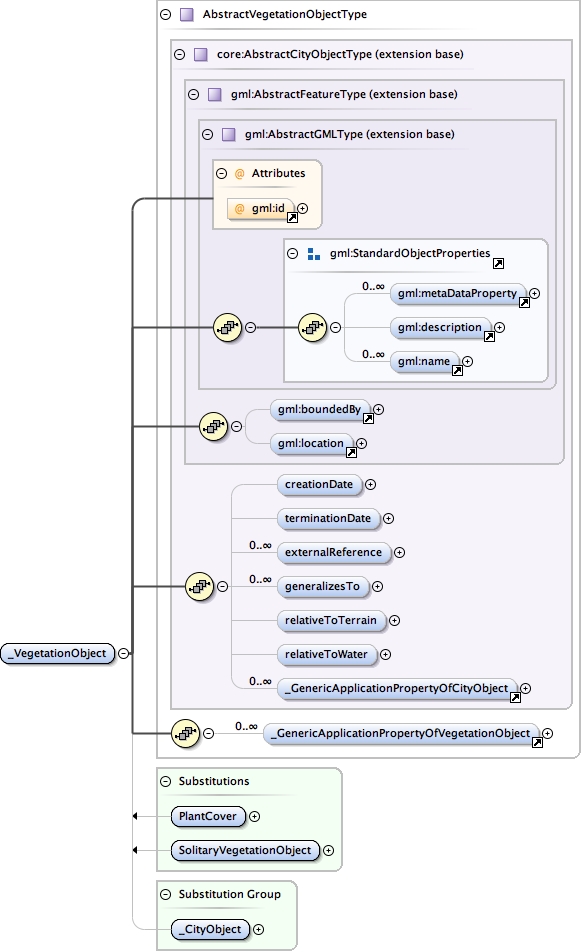 AbstractVegetationObjectType
core:AbstractCityObjectType (extension base)
gml:AbstractFeatureType (extension base)
gml:AbstractGMLType (extension base)
@ Attributes
@ gml:id
gml:StandardObjectProperties
0..∞ gml:metaDataProperty
gml:description
0..∞ gml:name
gml:boundedBy
gml:location
creationDate
terminationDate
0..∞ externalReference
0..∞ generalizesTo
relativeToTerrain
relativeToWater
_VegetationObject
0..∞ _GenericApplicationPropertyOfCityObject
0..∞ _GenericApplicationPropertyOfVegetationObject
Substitutions
PlantCover
SolitaryVegetationObject
Substitution Group
_CityObject